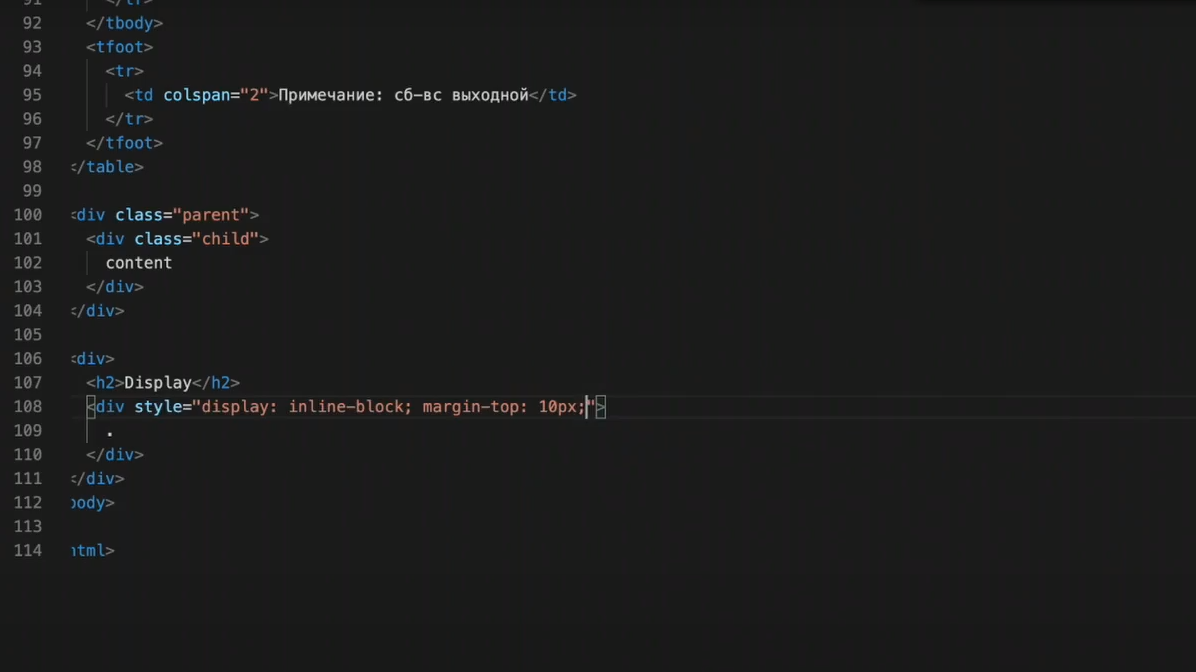 91 </tr>
92 </tbody>
93 <tfoot>
94 <tr>
95 <td colspan="2">Примечание: сб-вс выходной</td>
96 </tr>
97 </tfoot>
98 </table>
99
100 <div class="parent">
101 <div class="child">
102 content
103 </div>
104 </div>
105
106 <div>
107 <h2>Display</h2>
108 <div style="display: inline-block; margin-top: 10px;">
109 .
110 </div>
111 </div>
112 body>
113
114 html>